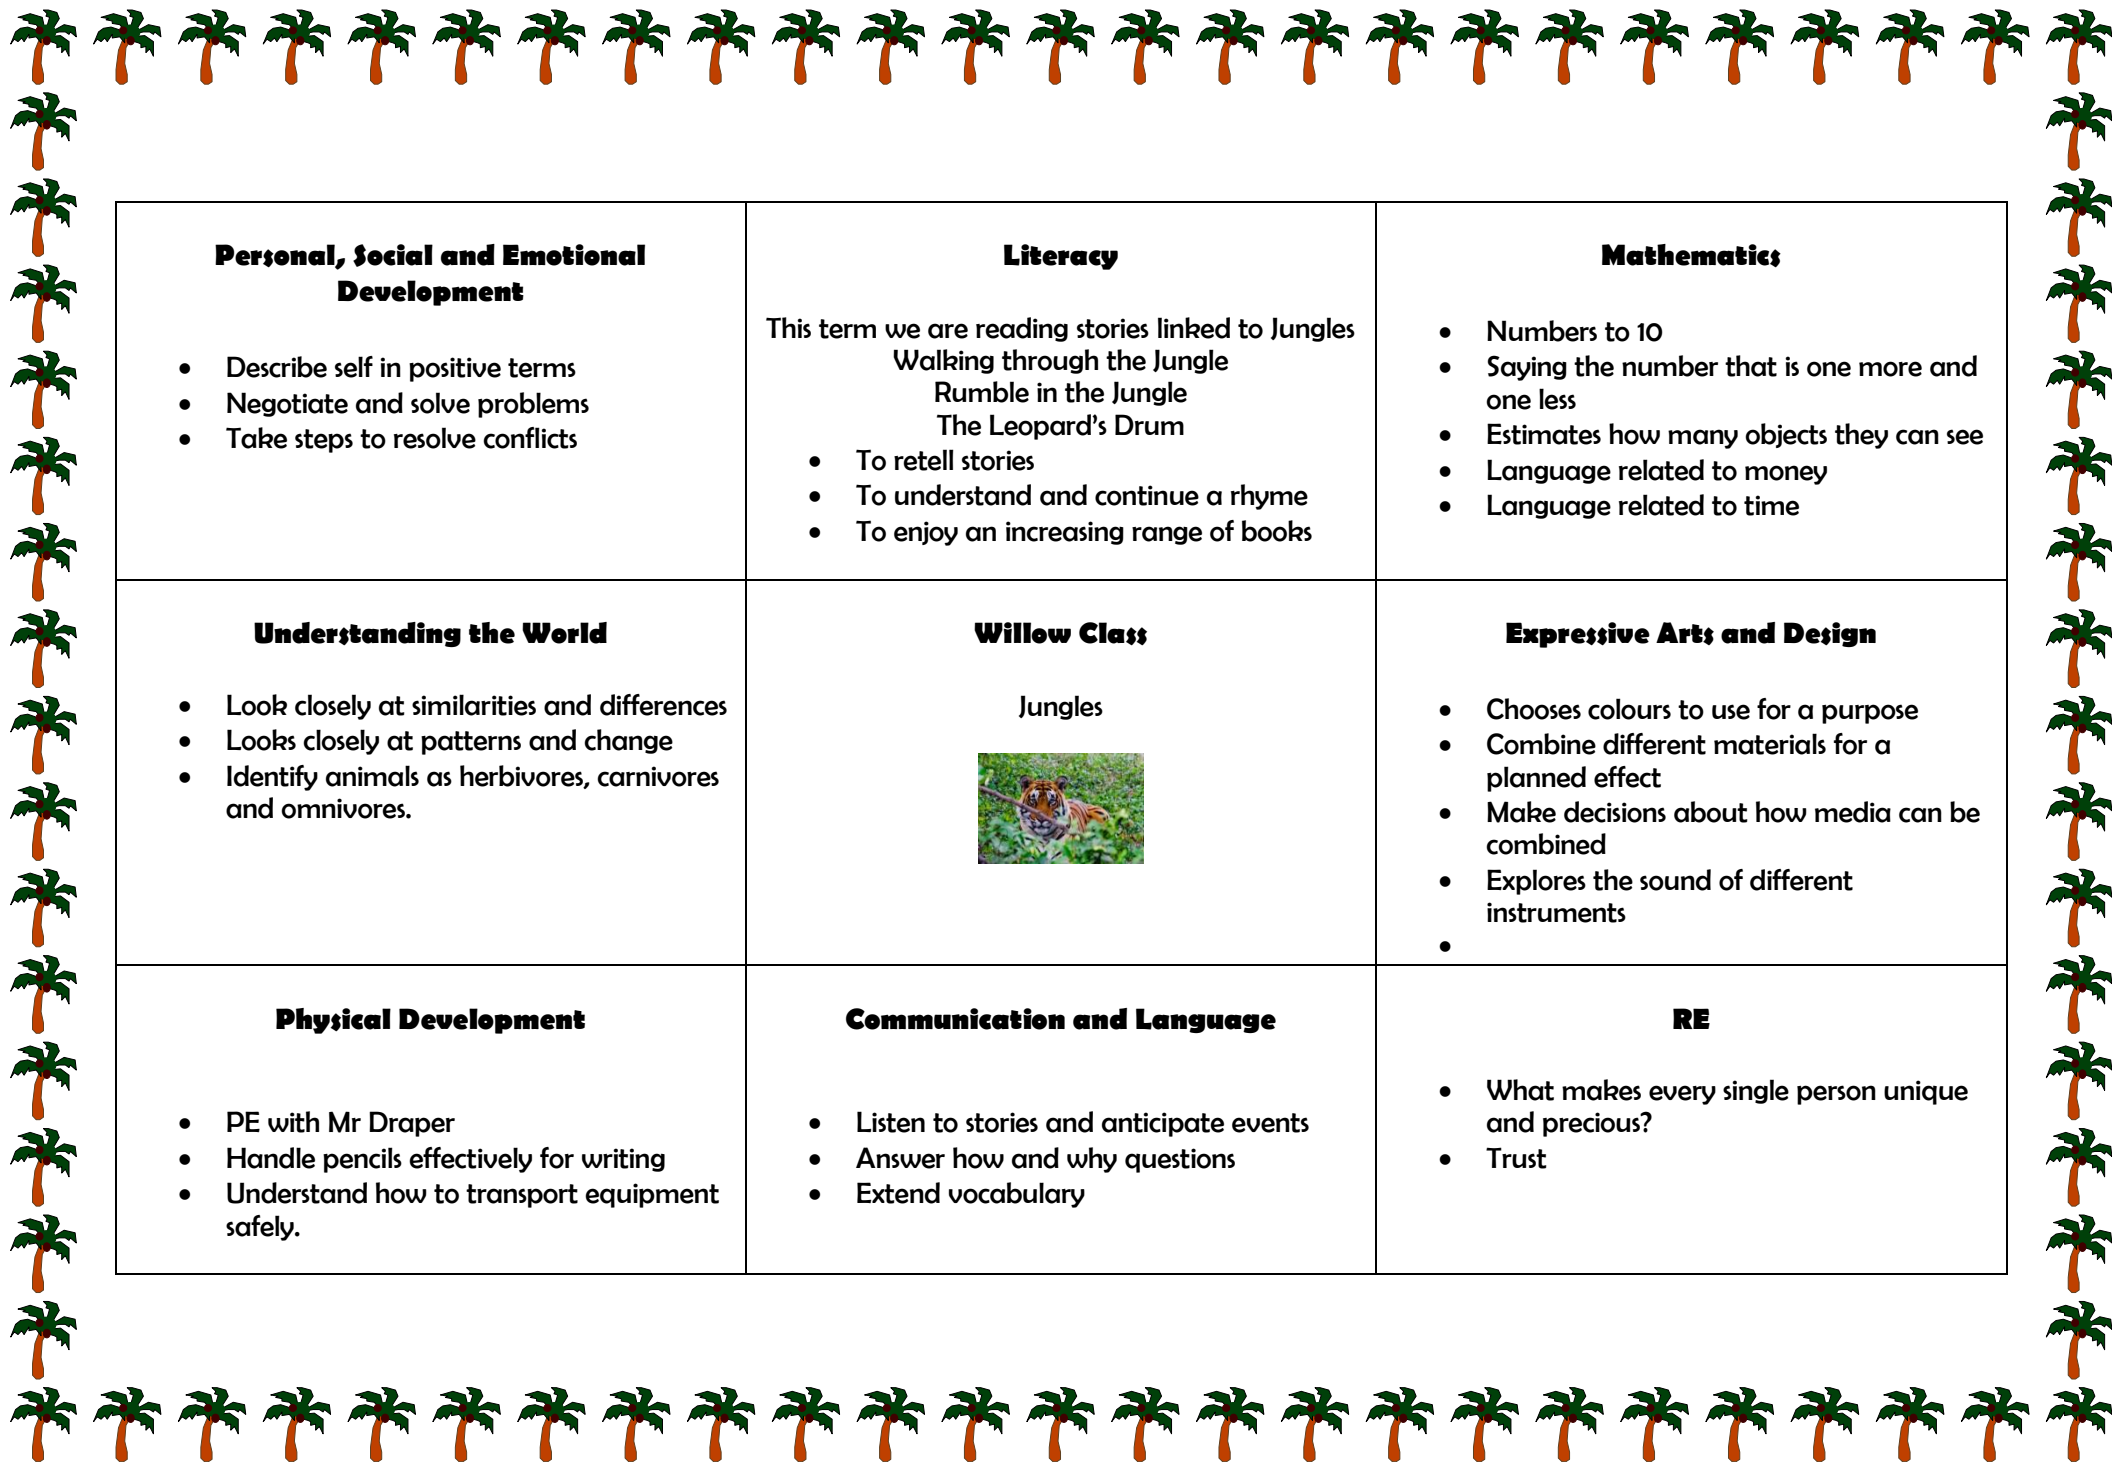 Personal, Social and Emotional
Development
• Describe self in positive terms
• Negotiate and solve problems
• Take steps to resolve conflicts
Literacy
This term we are reading stories linked to Jungles
Walking through the Jungle
Rumble in the Jungle
The Leopard's Drum
• To retell stories
• To understand and continue a rhyme
• To enjoy an increasing range of books
Mathematics
• Numbers to 10
• Saying the number that is one more and
one less
• Estimates how many objects they can see
• Language related to money
• Language related to time
Understanding the World
• Look closely at similarities and differences
• Looks closely at patterns and change
• Identify animals as herbivores, carnivores
and omnivores.
Willow Class
Jungles
Expressive Arts and Design
• Chooses colours to use for a purpose
• Combine different materials for a
planned effect
• Make decisions about how media can be
combined
• Explores the sound of different
instruments
•
Physical Development
• PE with Mr Draper
• Handle pencils effectively for writing
• Understand how to transport equipment
safely.
Communication and Language
• Listen to stories and anticipate events
• Answer how and why questions
• Extend vocabulary
RE
• What makes every single person unique
and precious?
• Trust